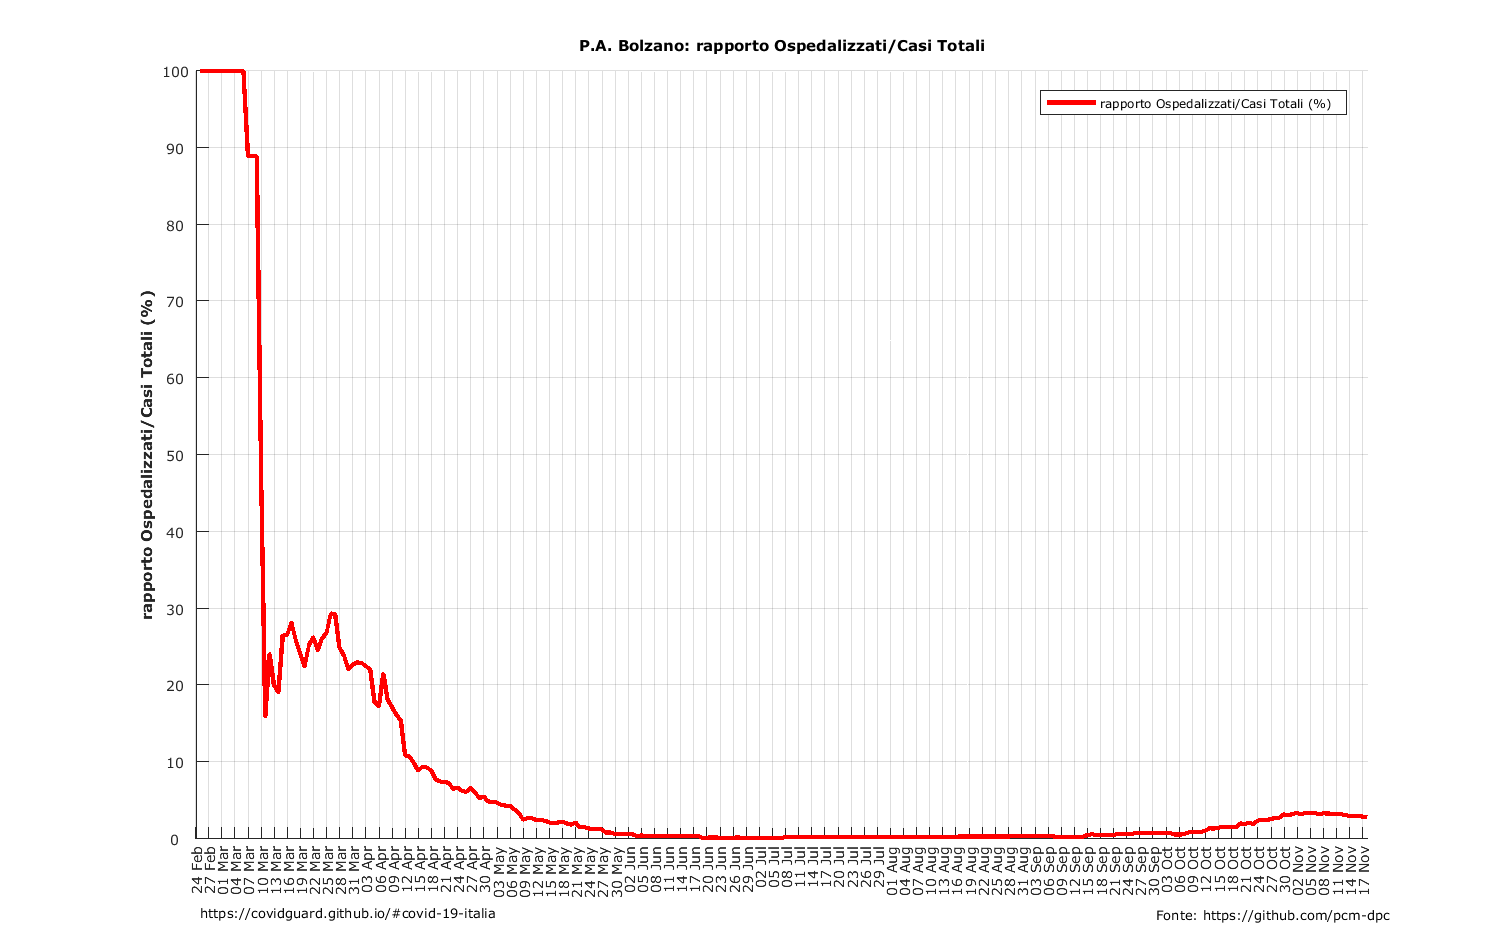 P.A. Bolzano: rapporto Ospedalizzati/Casi Totali
rapporto Ospedalizzati/Casi Totali (%)
rapporto Ospedalizzati/Casi Totali (%)
100
90
80
70
60
50
40
30
20
10
0
24 Feb
27 Feb
01 Mar
04 Mar
07 Mar
10 Mar
13 Mar
16 Mar
19 Mar
22 Mar
25 Mar
28 Mar
31 Mar
03 Apr
06 Apr
09 Apr
12 Apr
15 Apr
18 Apr
21 Apr
24 Apr
27 Apr
30 Apr
03 May
06 May
09 May
12 May
15 May
18 May
21 May
24 May
27 May
30 May
02 Jun
05 Jun
08 Jun
11 Jun
14 Jun
17 Jun
20 Jun
23 Jun
26 Jun
29 Jun
02 Jul
05 Jul
08 Jul
11 Jul
14 Jul
17 Jul
20 Jul
23 Jul
26 Jul
29 Jul
01 Aug
04 Aug
07 Aug
10 Aug
13 Aug
16 Aug
19 Aug
22 Aug
25 Aug
28 Aug
31 Aug
03 Sep
06 Sep
09 Sep
12 Sep
15 Sep
18 Sep
21 Sep
24 Sep
27 Sep
30 Sep
03 Oct
06 Oct
09 Oct
12 Oct
15 Oct
18 Oct
21 Oct
24 Oct
27 Oct
30 Oct
02 Nov
05 Nov
08 Nov
11 Nov
14 Nov
17 Nov
https://covidguard.github.io/#covid-19-italia
Fonte: https://github.com/pcm-dpc